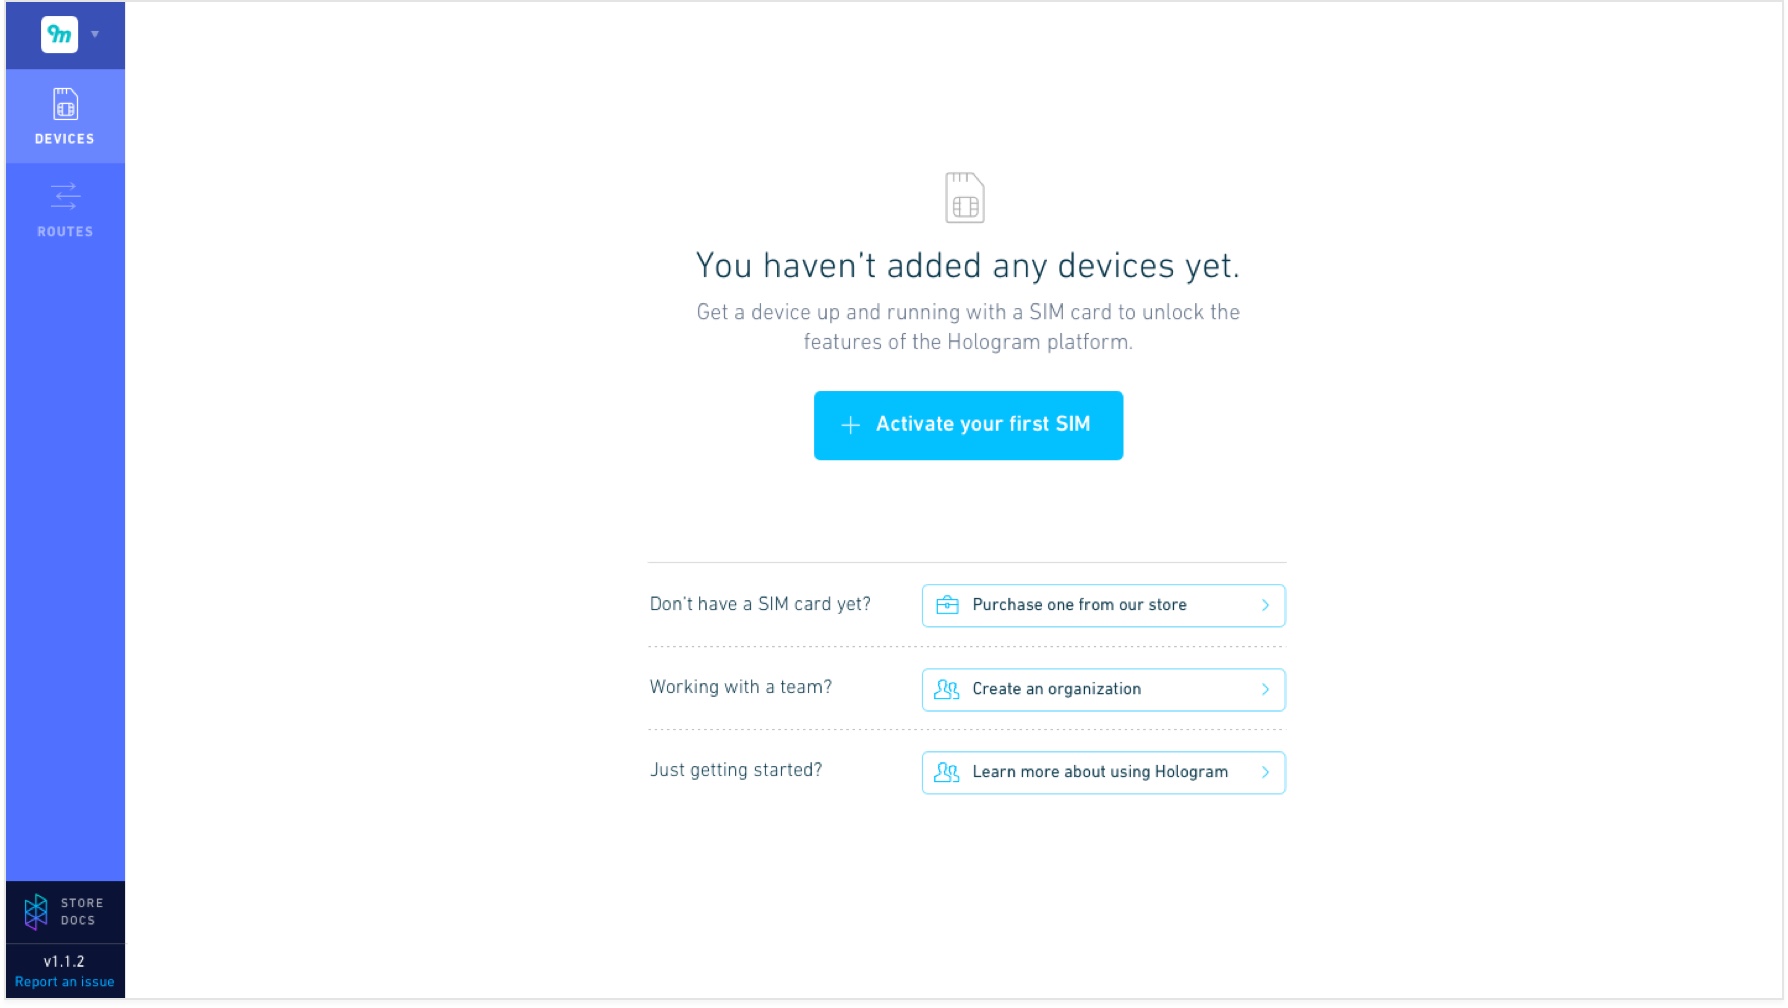 m
DEVICES
ROUTES
You haven't added any devices yet.
Get a device up and running with a SIM card to unlock the
features of the Hologram platform.
Activate your first SIM
Don't have a SIM card yet?
Purchase one from our store
Working with a team?
Create an organization
Just getting started?
Learn more about using Hologram
STORE
DOCS
v1.1.2
Report an issue